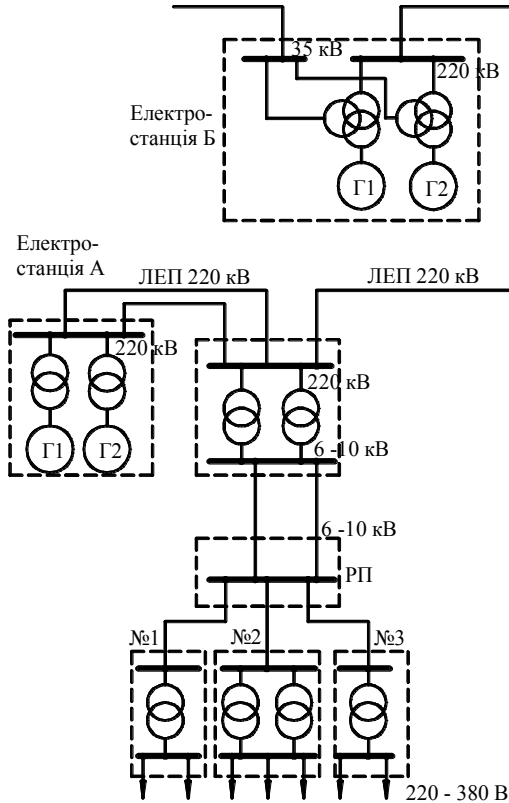 35 кВ
220 кВ
Електро-
станція Б
Г1
Г2
Електро-
станція А
ЛЕП 220 кВ
ЛЕП 220 кВ
220 кВ
220 кВ
Г1
Г2
6 -10 кВ
6 -10 кВ
РП
№1
№2
№3
220 - 380 В